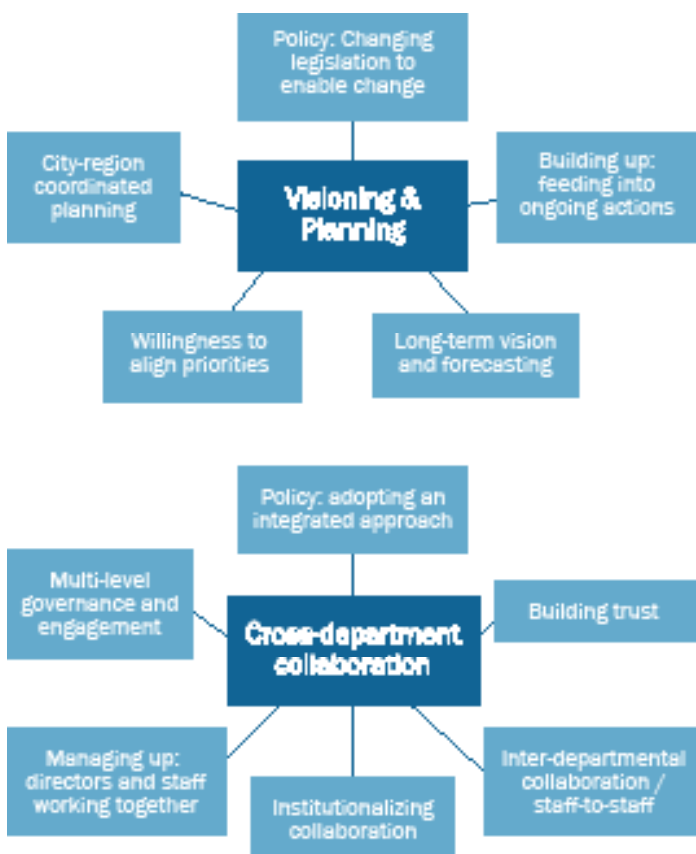 Policy: Changing
legislation to
enable change
City-region
coordinated
planning
Visioning &
Planning
Building up:
feeding into
ongoing actions
Willingness to
align priorities
Long-term vision
and forecasting
Policy: adopting an
integrated approach
Multi-level
governance and
engagement
Cross-department
collaboration
Building trust
Managing up:
directors and staff
working together
Institutionalizing
collaboration
Inter-departmental
collaboration /
staff-to-staff